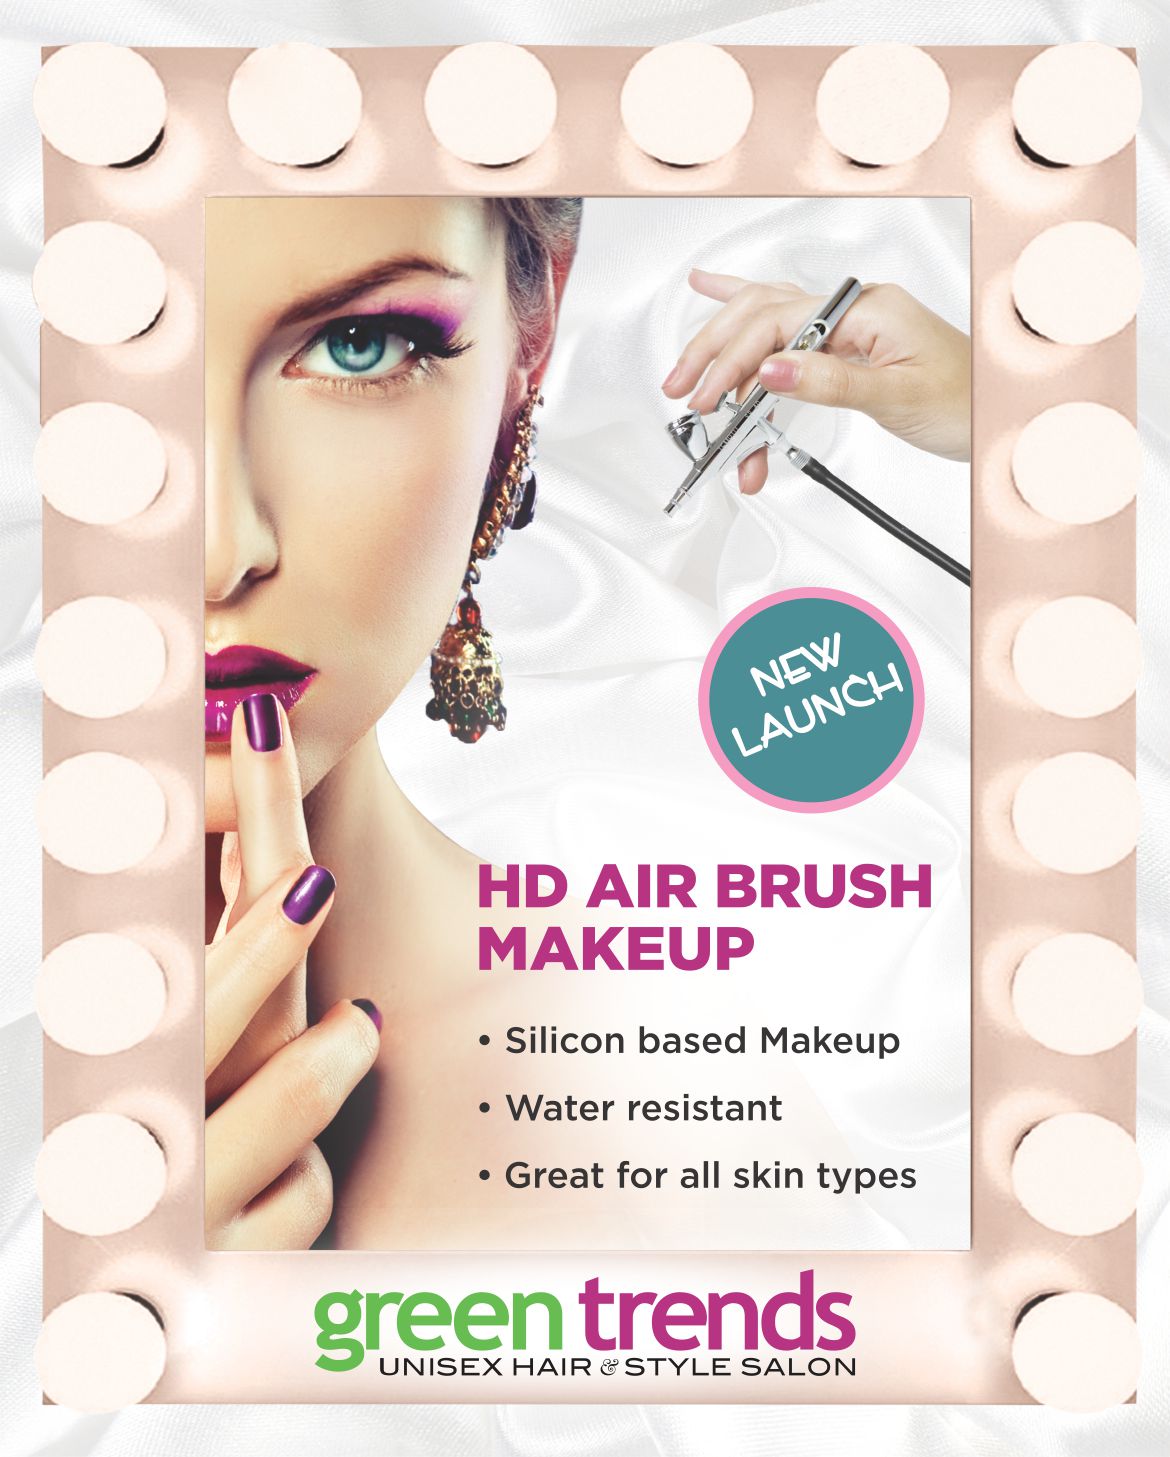 NEW
LAUNCH
HD AIR BRUSH
MAKEUP
• Silicon based Makeup
• Water resistant
• Great for all skin types
green trends
UNISEX HAIR & STYLE SALON